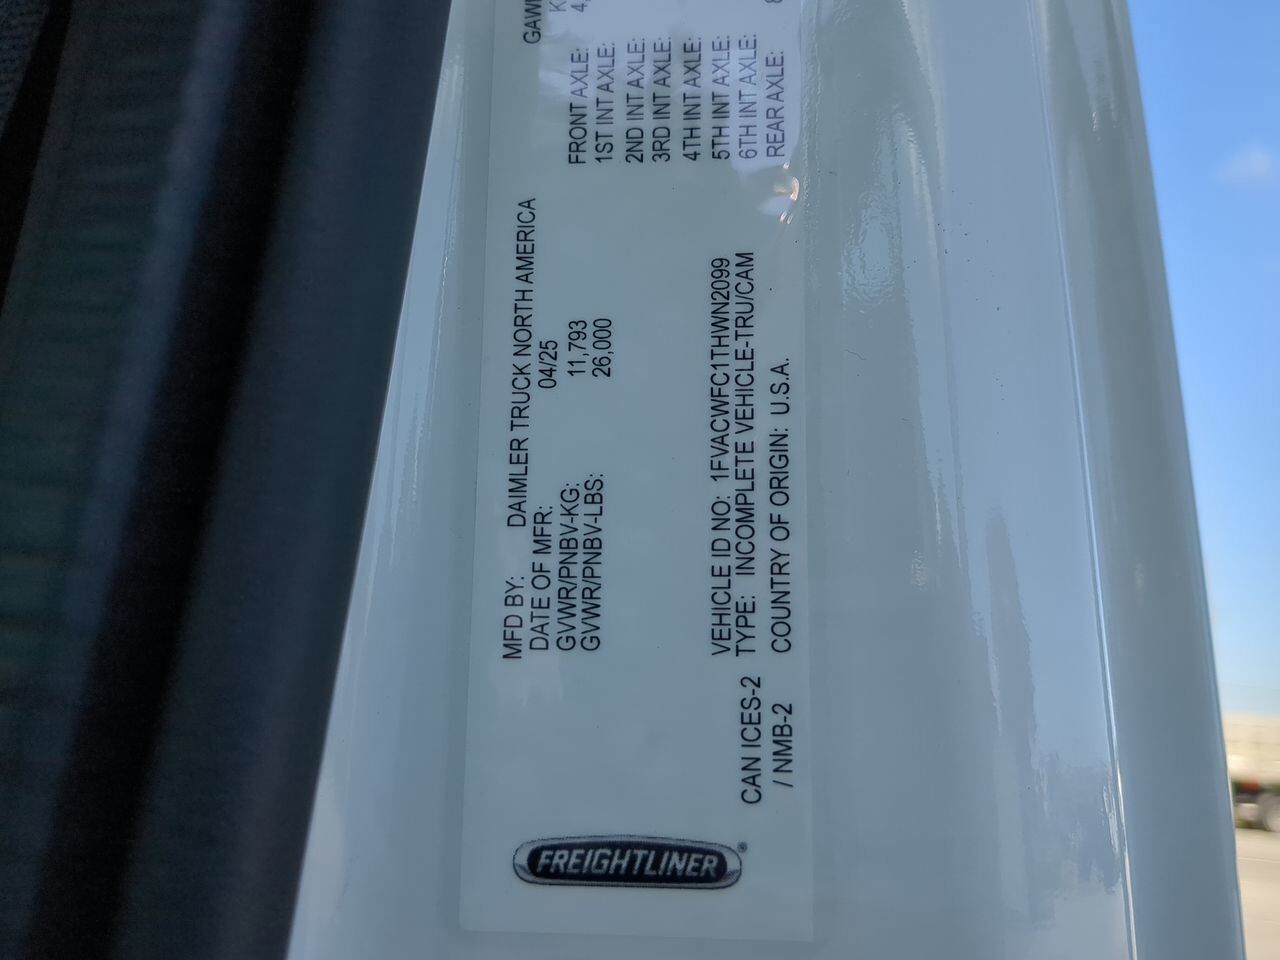 FREIGHTLINER®
MFD BY: DAIMLER TRUCK NORTH AMERICA
DATE OF MFR: 04/25
GVWR/PNBV-KG: 11,793
GVWR/PNBV-LBS: 26,000
VEHICLE ID NO: 1FVACWFC1THWN2099
TYPE: INCOMPLETE VEHICLE-TRU/CAM
COUNTRY OF ORIGIN: U.S.A.
CAN ICES-2
/ NMB-2
FRONT AXLE:
1ST INT AXLE:
2ND INT AXLE:
3RD INT AXLE:
4TH INT AXLE:
5TH INT AXLE:
6TH INT AXLE:
REAR AXLE: